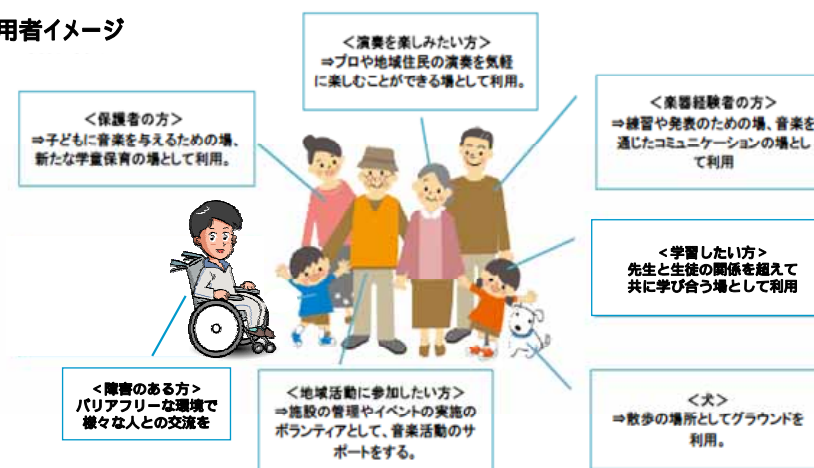 用者イメージ
＜演奏を楽しみたい方＞
⇒プロや地域住民の演奏を気軽
に楽しむことができる場として利用。
＜保護者の方＞
⇒子どもに音楽を与えるための場、
新たな学童保育の場として利用。
＜楽器経験者の方＞
⇒練習や発表のための場、音楽を
通じたコミュニケーションの場とし
て利用
＜学習したい方＞
先生と生徒の関係を超えて
共に学び合う場として利用
＜障害のある方＞
バリアフリーな環境で
様々な人との交流を
＜地域活動に参加したい方＞
⇒施設の管理やイベントの実施の
ボランティアとして、音楽活動のサ
ポートをする。
＜犬＞
⇒散歩の場所としてグラウンドを
利用。